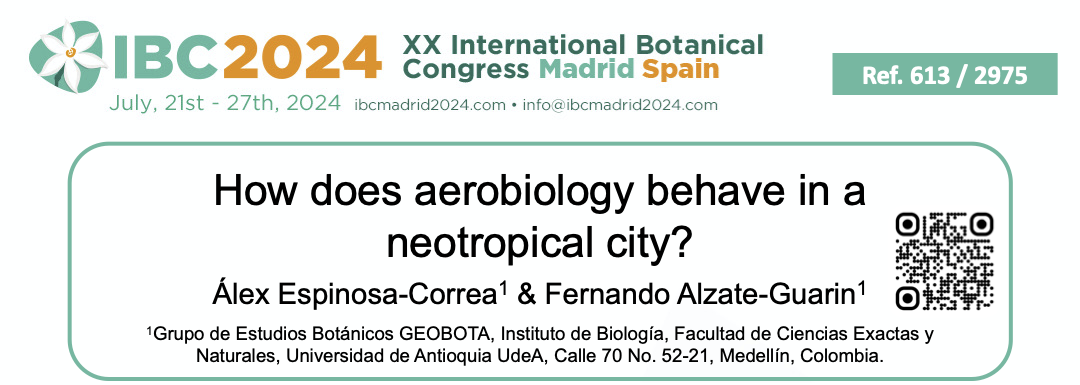 IBC2024
XX International Botanical
Congress Madrid Spain
Ref. 613 / 2975
July, 21st - 27th, 2024 ibcmadrid2024.com • info@ibcmadrid2024.com
How does aerobiology behave in a
neotropical city?
Álex Espinosa-Correa¹ & Fernando Alzate-Guarin¹
¹Grupo de Estudios Botánicos GEOBOTA, Instituto de Biología, Facultad de Ciencias Exactas y
Naturales, Universidad de Antioquia UdeA, Calle 70 No. 52-21, Medellín, Colombia.